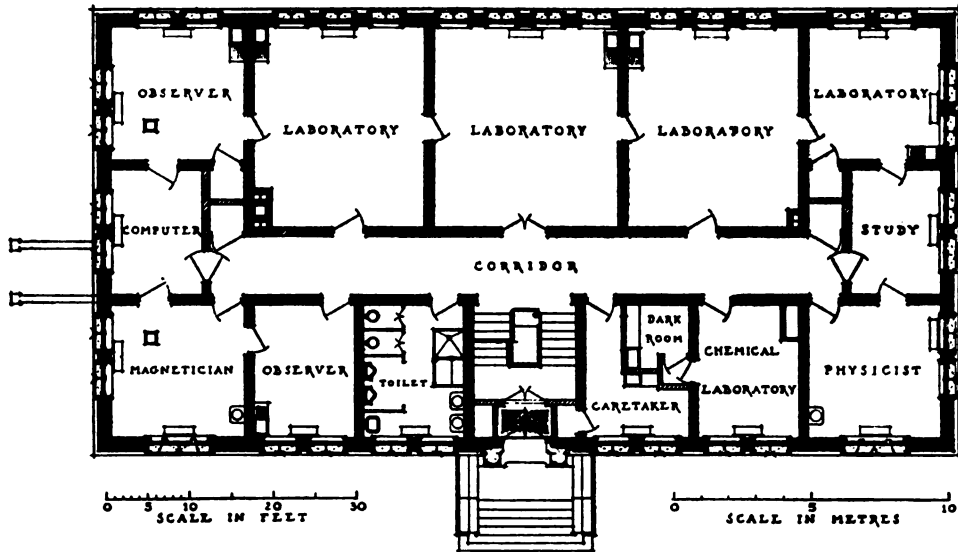 OBSERVER
LABORATORY
LABORATORY
LABORATORY
LABORATORY
COMPUTER
STUDY
CORRIDOR
DARK
ROOM
CHEMICAL
LABORATORY
MAGNETICIAN
OBSERVER
TOILET
CARETAKER
PHYSICIST
0 5 10 20 30
SCALE IN FEET
0 5 10
SCALE IN METRES